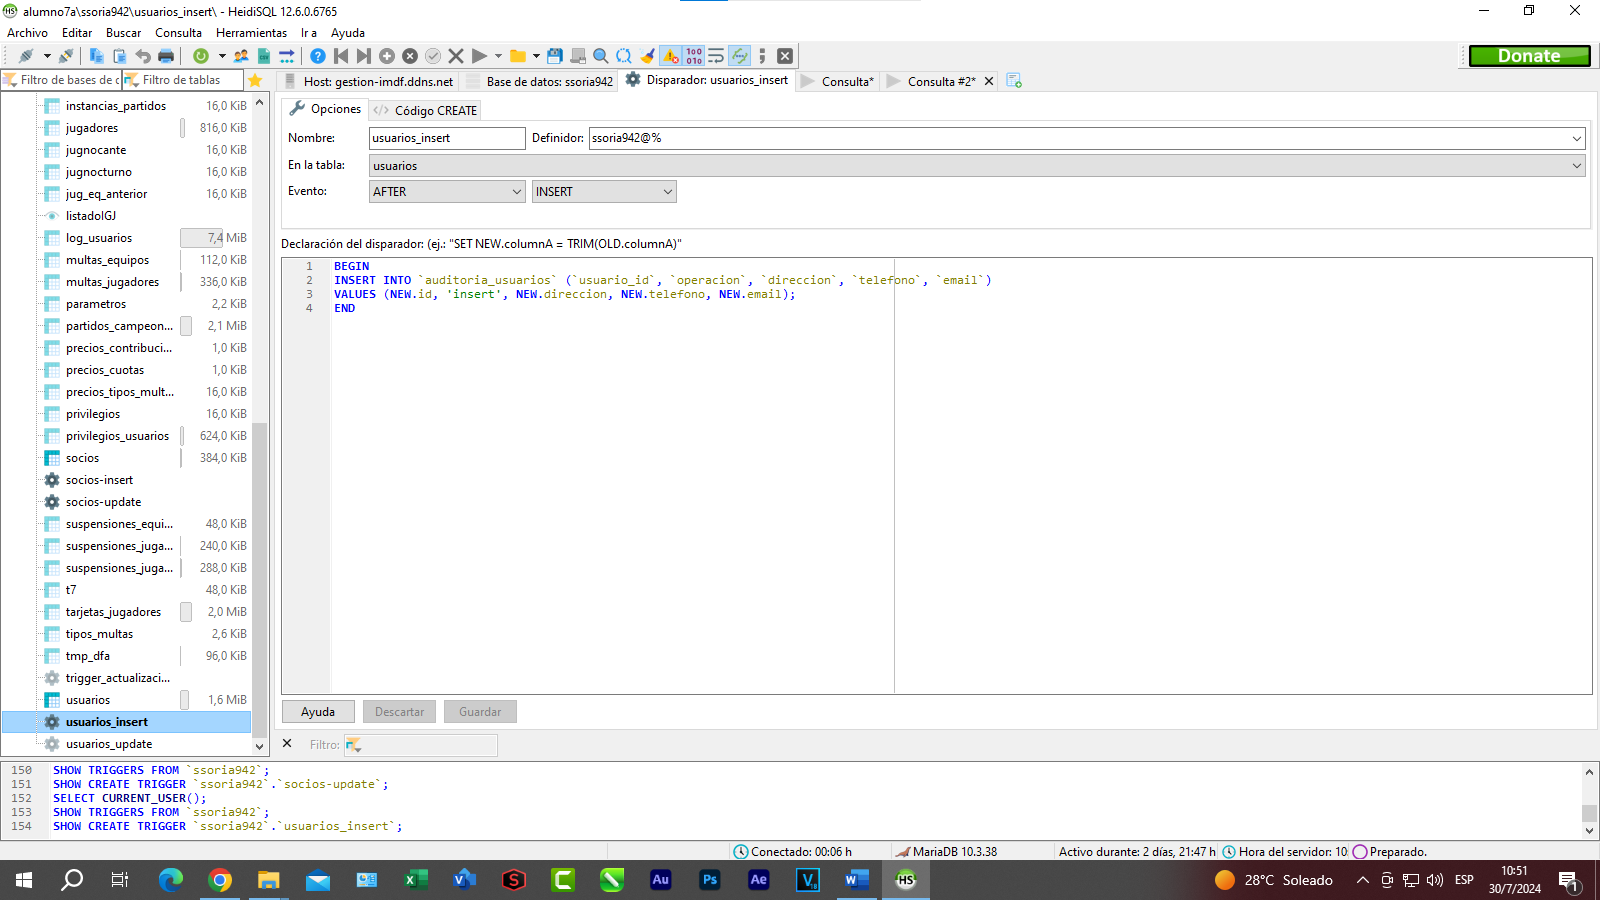 alumno7a\ssoria942\usuarios_insert\ - HeidiSQL 12.6.0.6765
Archivo Editar Buscar Consulta Herramientas Ir a Ayuda
Donate
Filtro de bases de d Filtro de tablas
Host: gestion-imdf.ddns.net Base de datos: ssoria942 Disparador: usuarios_insert Consulta* Consulta #2*
instancias_partidos 16,0 KiB
jugadores 816,0 KiB
jugnocante 16,0 KiB
jugnocturno 16,0 KiB
jug_eq_anterior 16,0 KiB
listadolGJ
log_usuarios 7,4 MiB
multas_equipos 112,0 KiB
multas_jugadores 336,0 KiB
parametros 2,2 KiB
partidos_campeon... 2,1 MiB
precios_contribuci... 1,0 KiB
precios_cuotas 1,0 KiB
precios_tipos_mult... 16,0 KiB
privilegios 16,0 KiB
privilegios_usuarios 624,0 KiB
socios 384,0 KiB
socios-insert
socios-update
suspensiones_equi... 48,0 KiB
suspensiones_juga... 240,0 KiB
suspensiones_juga... 288,0 KiB
t7 48,0 KiB
tarjetas_jugadores 2,0 MiB
tipos_multas 2,6 KiB
tmp_dfa 96,0 KiB
trigger_actualizaci...
usuarios 1,6 MiB
usuarios_insert
usuarios_update
Opciones Código CREATE
Nombre: usuarios_insert Definidor: ssoria942@%
En la tabla: usuarios
Evento: AFTER INSERT
Declaración del disparador: (ej.: "SET NEW.columnA = TRIM(OLD.columnA)"
1 BEGIN
2 INSERT INTO `auditoria_usuarios` (`usuario_id`, `operacion`, `direccion`, `telefono`, `email`)
3 VALUES (NEW.id, 'insert', NEW.direccion, NEW.telefono, NEW.email);
4 END
Ayuda Descartar Guardar
Filtro:
150 SHOW TRIGGERS FROM `ssoria942`;
151 SHOW CREATE TRIGGER `ssoria942`.`socios-update`;
152 SELECT CURRENT_USER();
153 SHOW TRIGGERS FROM `ssoria942`;
154 SHOW CREATE TRIGGER `ssoria942`.`usuarios_insert`;
Conectado: 00:06 h MariaDB 10.3.38 Activo durante: 2 días, 21:47 h Hora del servidor: 10 Preparado.
28°C Soleado ESP 10:51
30/7/2024 1